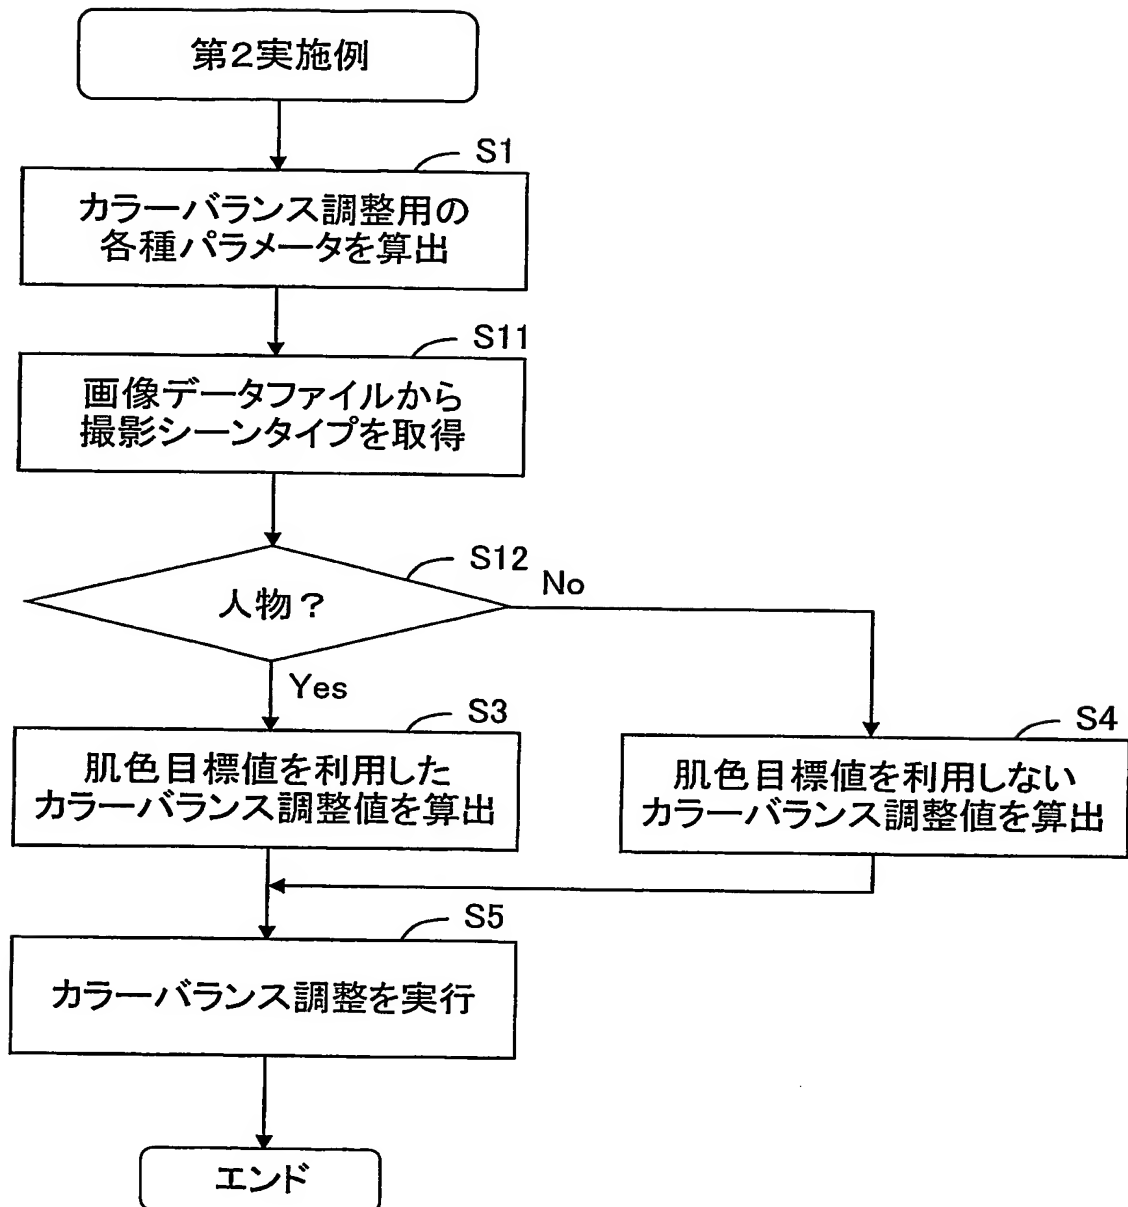 第2実施例
S1
カラーバランス調整用の
各種パラメータを算出
S11
画像データファイルから
撮影シーンタイプを取得
S12
人物？
No
Yes
S3
肌色目標値を利用した
カラーバランス調整値を算出
S4
肌色目標値を利用しない
カラーバランス調整値を算出
S5
カラーバランス調整を実行
エンド